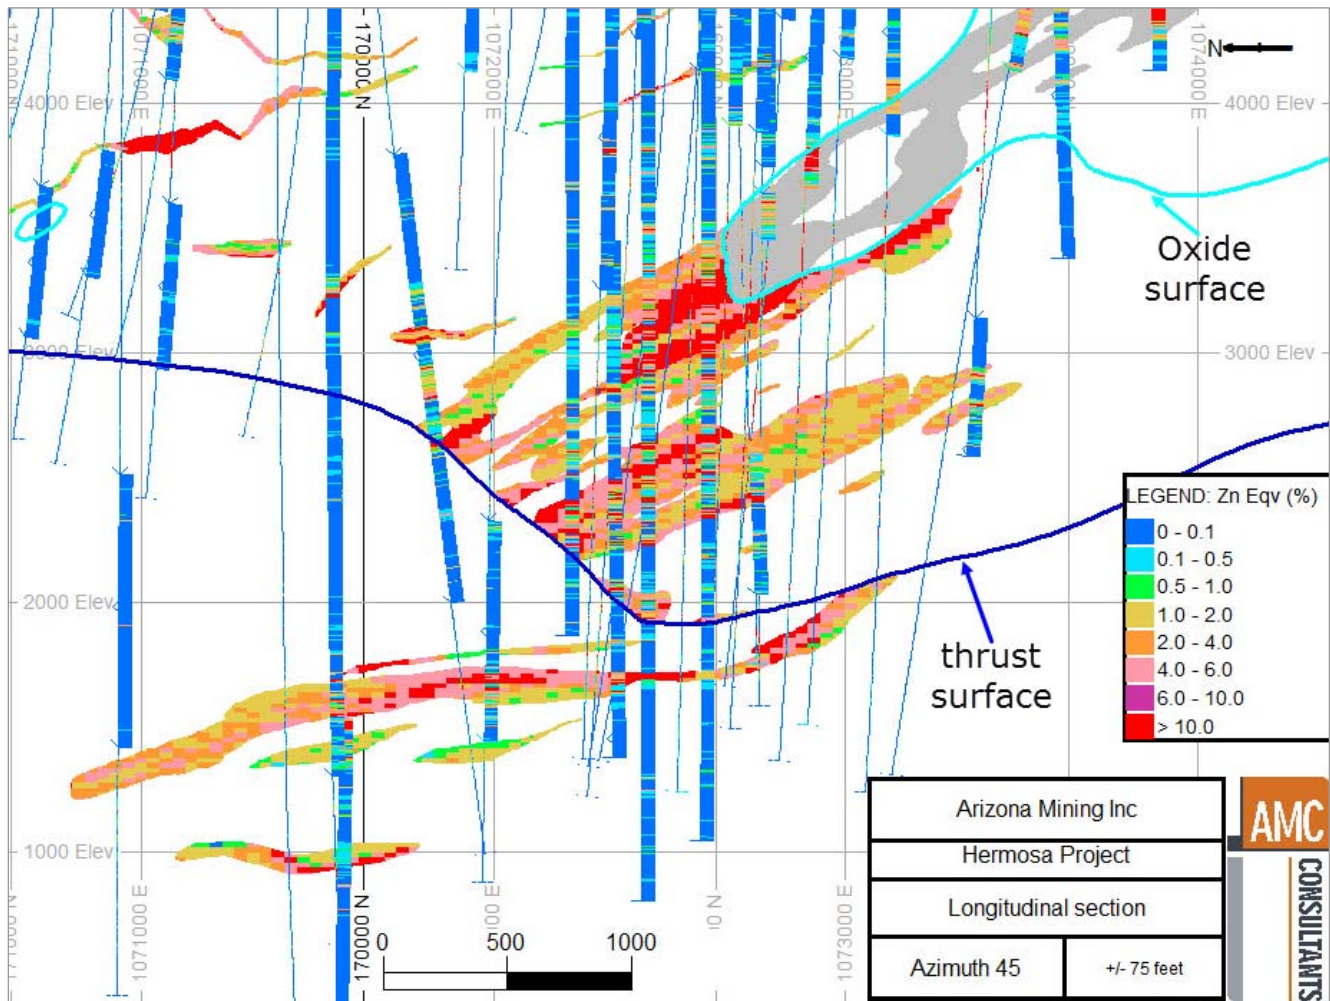 171000 N
1071000 E
170000 N
1072000 E
1073000 E
1074000 E
N
4000 Elev
4000 Elev
Oxide
surface
3000 Elev
LEGEND: Zn Eqv (%)
0 - 0.1
0.1 - 0.5
0.5 - 1.0
1.0 - 2.0
2.0 - 4.0
4.0 - 6.0
6.0 - 10.0
> 10.0
2000 Elev
thrust
surface
1000 Elev
171000 N
1071000 E
170000 N
1073000 E
0 500 1000
Arizona Mining Inc
Hermosa Project
Longitudinal section
Azimuth 45
+/- 75 feet
AMC
CONSULTANTS